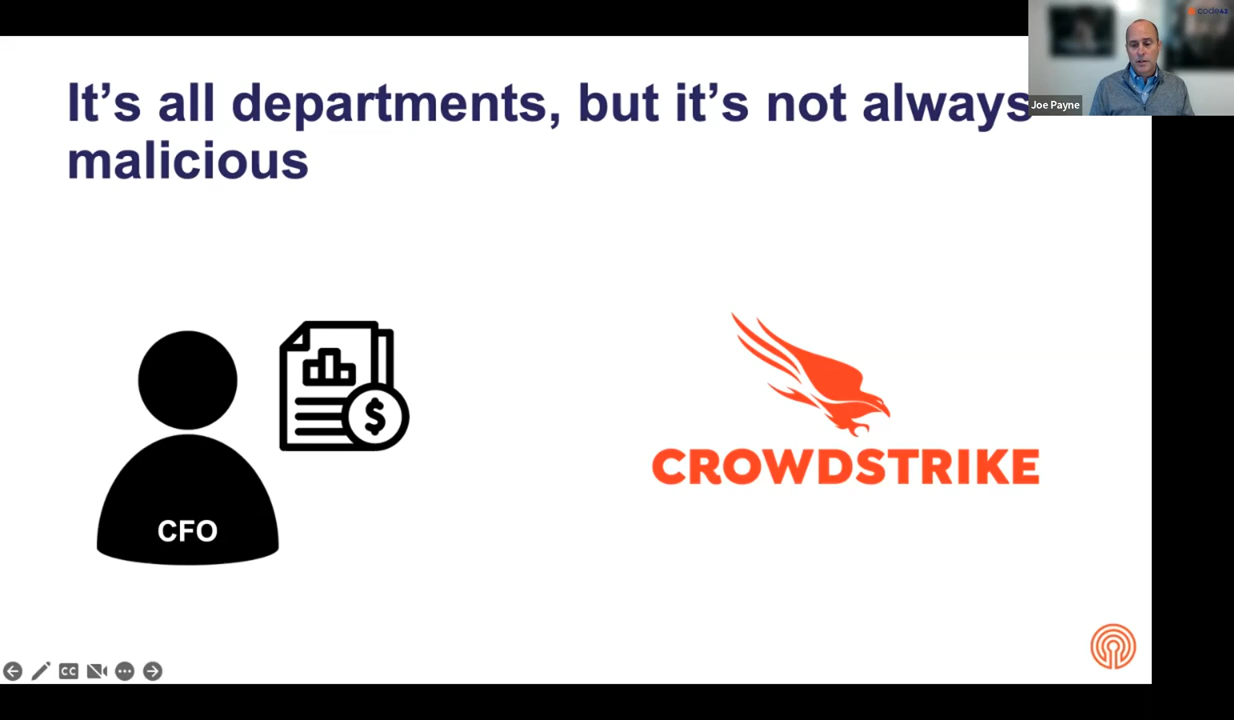 It's all departments, but it's not always
malicious
code42
Joe Payne
$
CFO
CROWDSTRIKE
CC